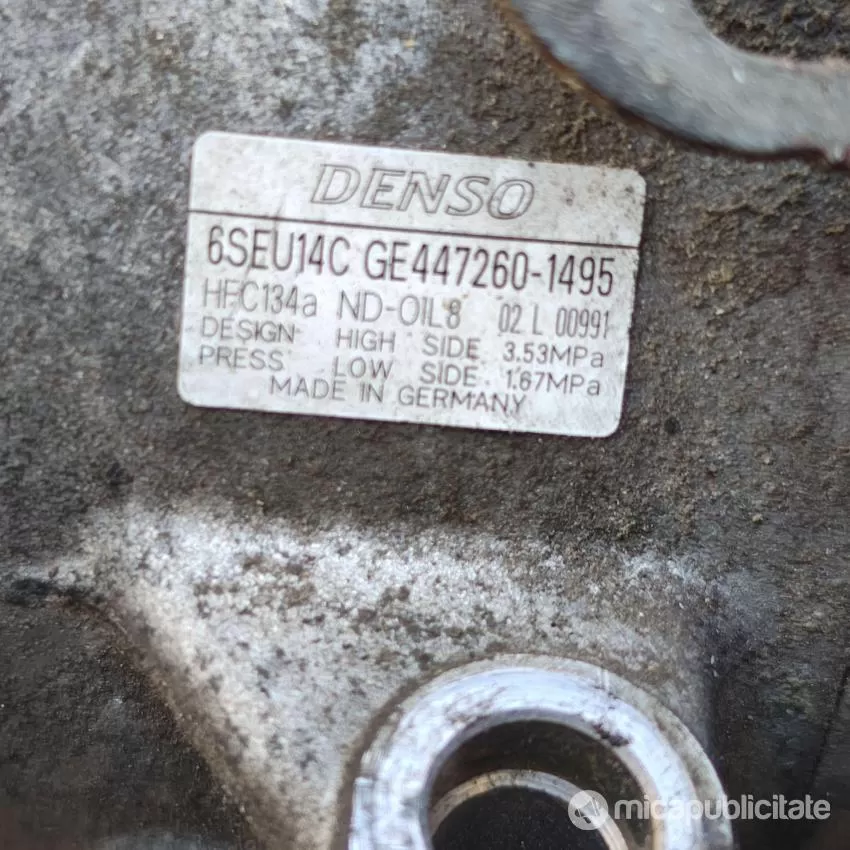 DENSO
6SEU14C GE447260-1495
HFC134a ND-OIL8 02 L 00991
DESIGN HIGH SIDE 3.53MPa
PRESS LOW SIDE 1.67MPa
MADE IN GERMANY
micapublicitate